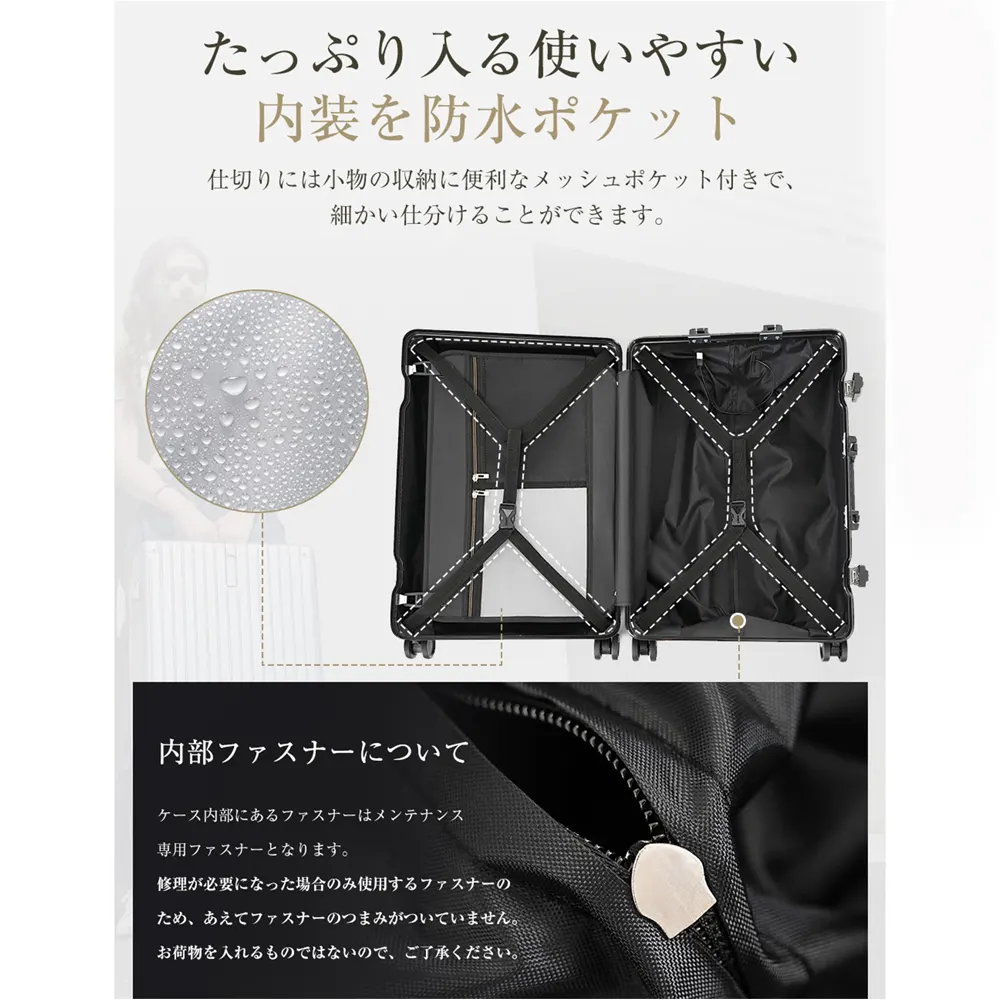 たっぷり入る使いやすい
内装を防水ポケット
仕切りには小物の収納に便利なメッシュポケット付きで、
細かい仕分けることができます。
内部ファスナーについて
ケース内部にあるファスナーはメンテナンス
専用ファスナーとなります。
修理が必要になった場合のみ使用するファスナーの
ため、あえてファスナーのつまみがついていません。
お荷物を入れるものではないので、ご了承ください。